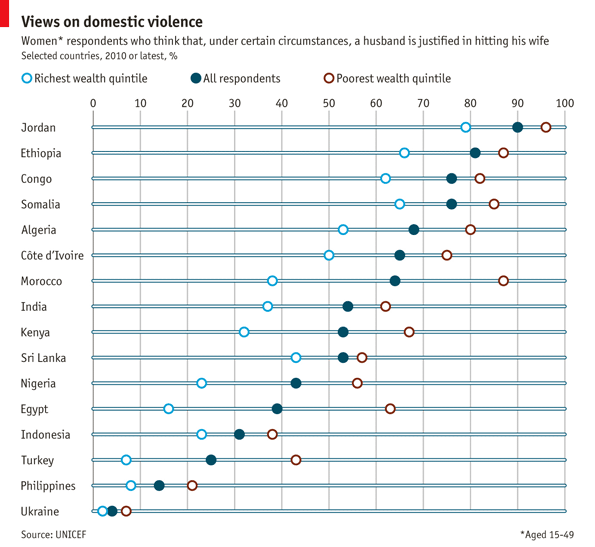 Views on domestic violence
Women* respondents who think that, under certain circumstances, a husband is justified in hitting his wife
Selected countries, 2010 or latest, %
Richest wealth quintile All respondents Poorest wealth quintile
0 10 20 30 40 50 60 70 80 90 100
Jordan
Ethiopia
Congo
Somalia
Algeria
Côte d’Ivoire
Morocco
India
Kenya
Sri Lanka
Nigeria
Egypt
Indonesia
Turkey
Philippines
Ukraine
Source: UNICEF *Aged 15-49